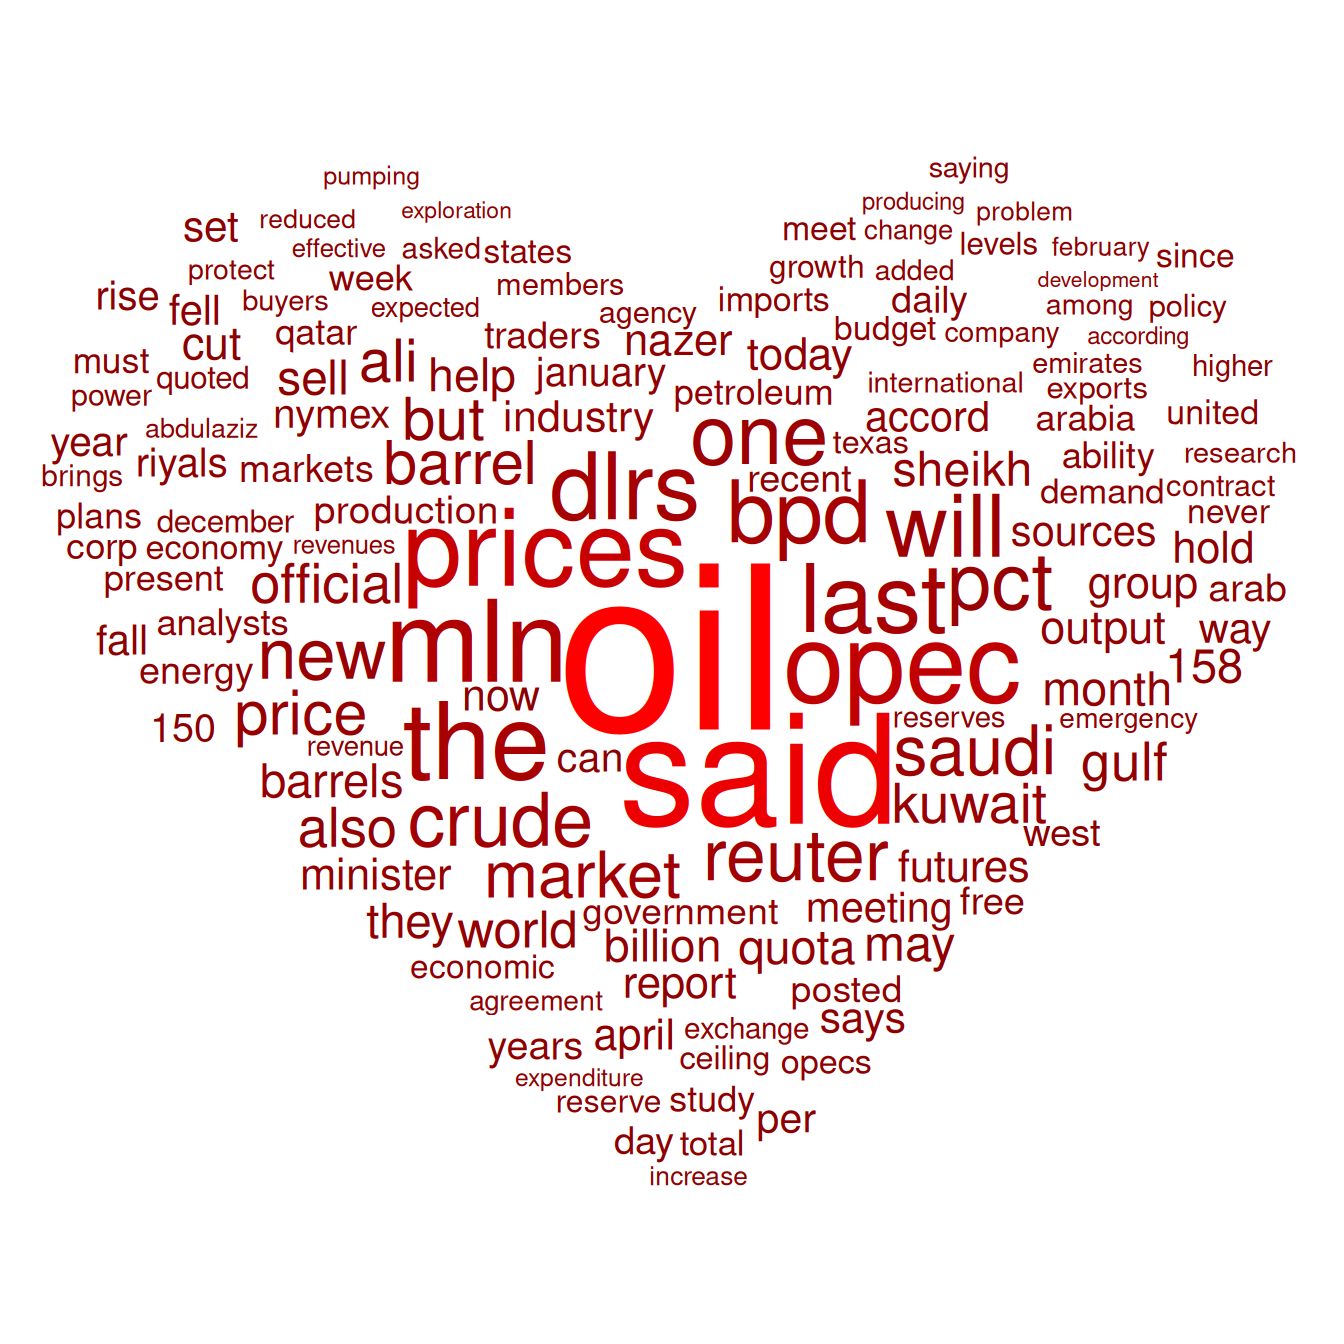 pumping
saying
exploration
producing
problem
set
reduced
meet
change
effective
asked
states
levels
february
since
protect
week
members
growth
added
development
rise
fell
buyers
expected
agency
imports
daily
among
policy
cut
qatar
traders
nazer
today
budget
company
according
must
quoted
sell
ali
help
january
petroleum
international
emirates
exports
higher
power
nymex
but
industry
one
texas
accord
arabia
united
year
abdulaziz
brings
riyals
markets
barrel
dlrs
recent
sheikh
ability
research
demand
contract
plans
december
production
bpd
will
sources
never
corp
economy
revenues
prices
hold
present
official
last
pct
group
arab
fall
analysts
new
mln
oil
opec
output
way
energy
now
month
158
150
price
the
reserves
emergency
revenue
can
said
saudi
gulf
barrels
kuwait
also
crude
reuter
west
minister
market
futures
they
world
government
meeting
free
billion
quota
may
economic
report
posted
agreement
says
years
april
exchange
ceiling
opecs
expenditure
reserve
study
per
day
total
increase